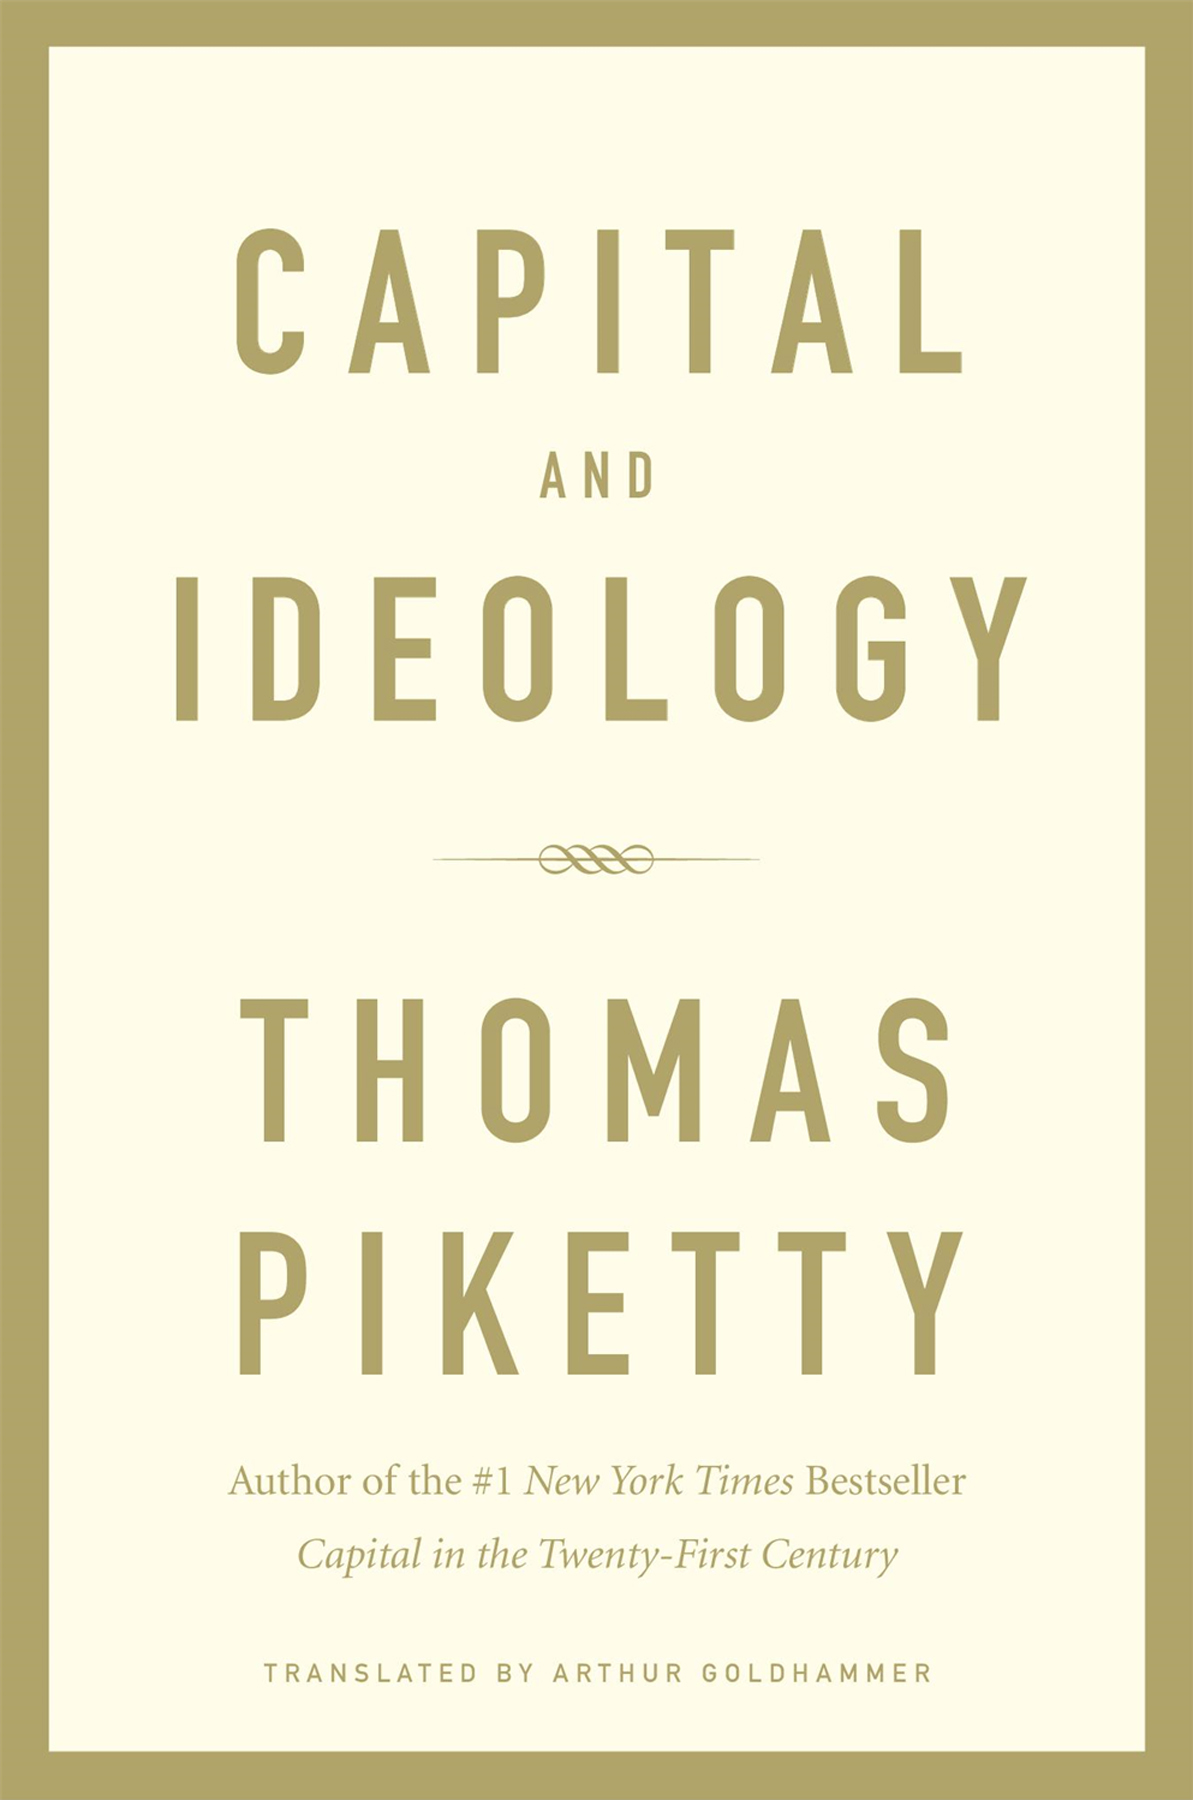 CAPITAL
AND
IDEOLOGY
THOMAS
PIKETTY
Author of the #1 New York Times Bestseller
Capital in the Twenty-First Century
TRANSLATED BY ARTHUR GOLDHAMMER